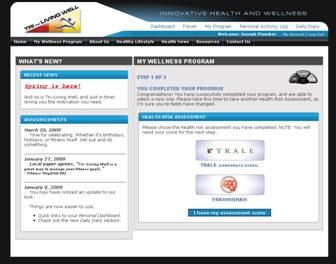 TRI-LIVING WELL
INNOVATIVE HEALTH AND WELLNESS
Dashboard Forum My Program Personal Activity Log Daily Diary
Welcome: Joseph Plumber My Account | Log Out
Home My Wellness Program About Us Healthy Lifestyle Health News Resources Contact Us
WHAT'S NEW?
RECENT NEWS
Spring is here!
And so is Tri-Living Well, and just in time!
Giving you the motivation you need.
ANNOUNCEMENTS
March 20, 2009
Time for celebrating. Whether it's birthdays,
holidays, or fitness itself. Get out and do
something.
January 27, 2009
Local paper agrees, "Tri-Living Well is a
great way to manage your fitness goals."
January 9, 2009
You may have noticed an update to our
look.
Things are now easier to use.
Quick links to your Personal Dashboard.
Check out the new Daily Diary section.
MY WELLNESS PROGRAM
STEP 1 OF 3
YOU COMPLETED YOUR PROGRAM!
Congratulations! You have successfully completed your program, and are able to
select a new one. Please take this time to take another Health Risk Assessment, as
I'm sure you're fields have changed.
HEALTH RISK ASSESSMENT
Please chose the health risk assessment you have completed. NOTE: You will
need your score for the next step.
TRALE
TRALE (CORPORATE USERS)
FRAMINGHAM
I have my assessment score